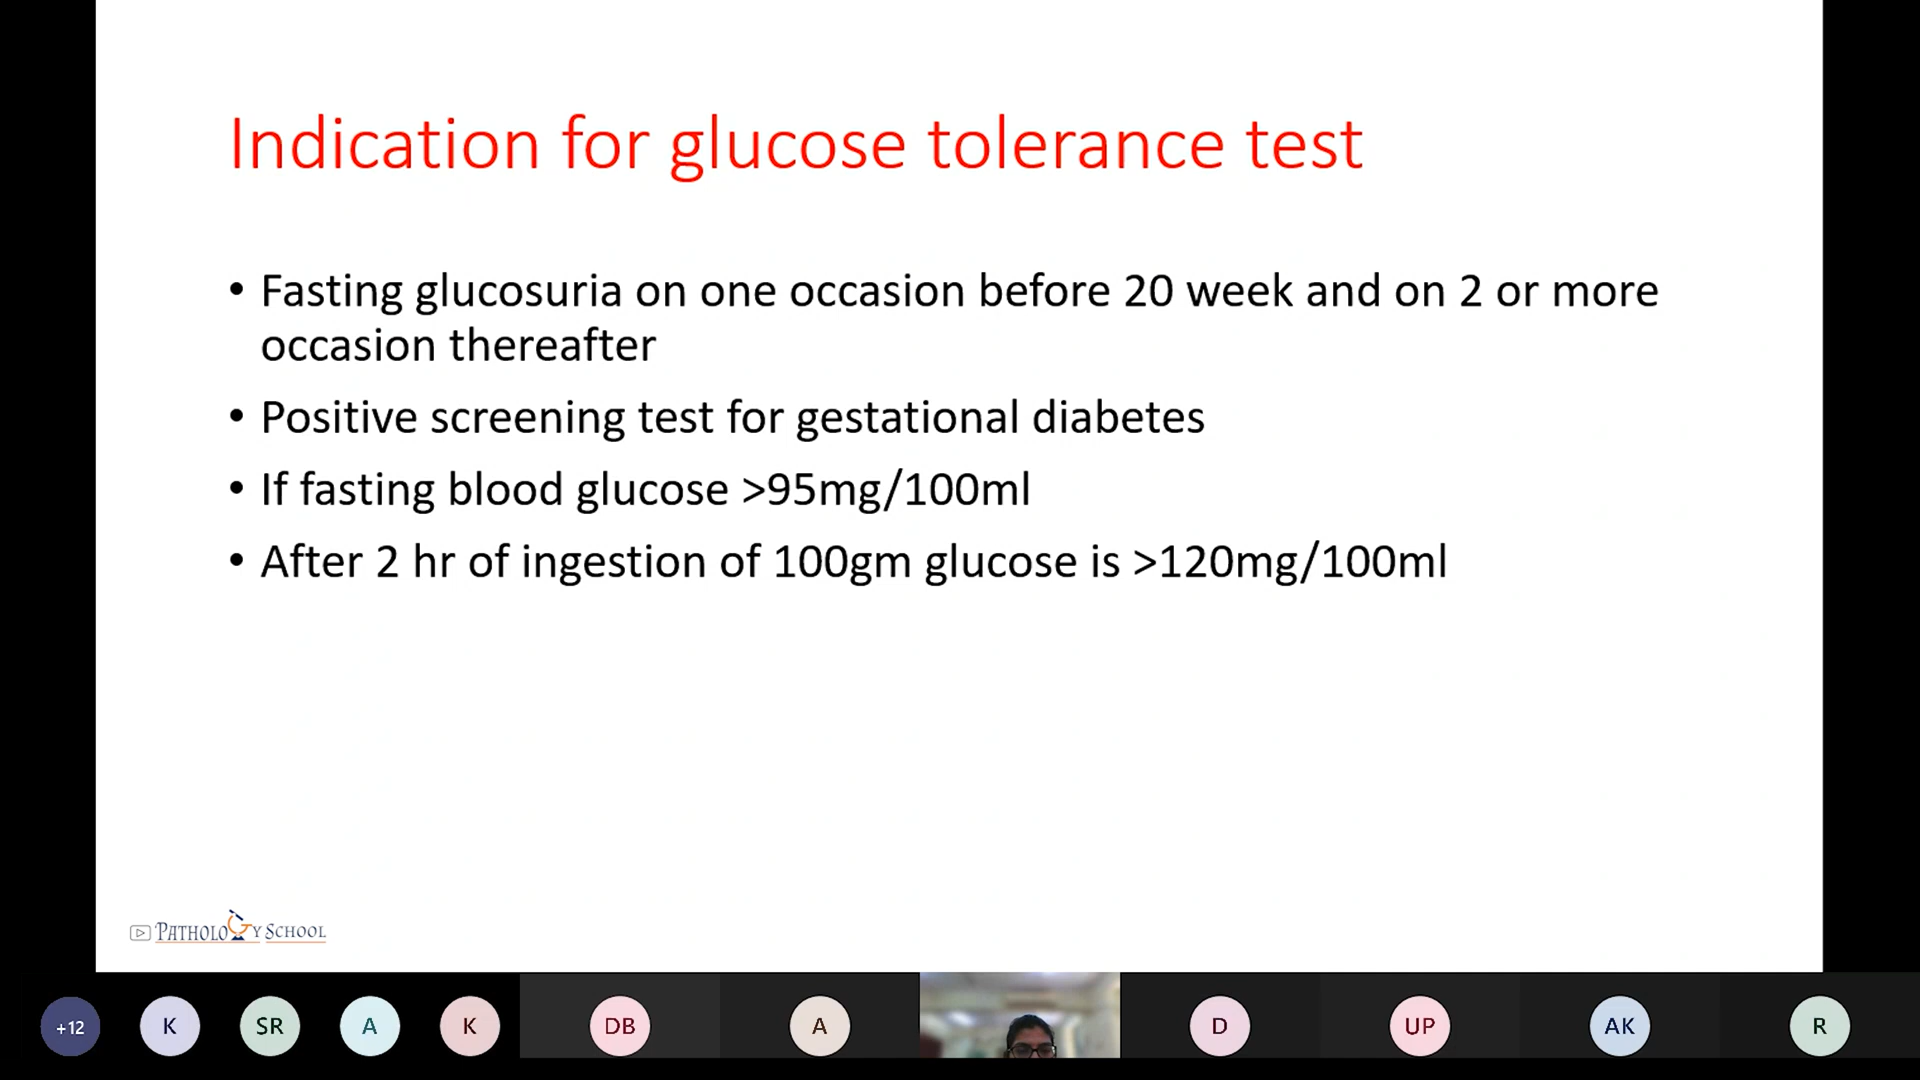 Indication for glucose tolerance test
• Fasting glucosuria on one occasion before 20 week and on 2 or more
occasion thereafter
• Positive screening test for gestational diabetes
• If fasting blood glucose >95mg/100ml
• After 2 hr of ingestion of 100gm glucose is >120mg/100ml
PATHOLOGY SCHOOL
+12 K SR A K DB A D UP AK R